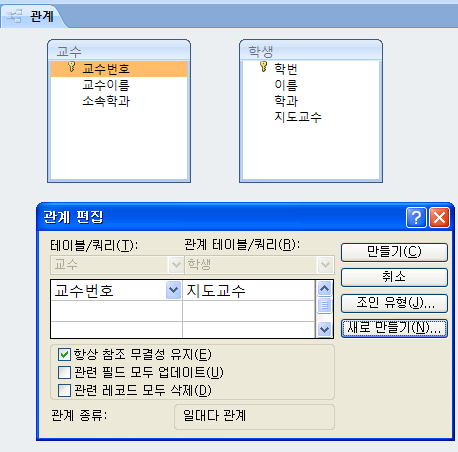 관계
교수
교수번호
교수이름
소속학과
학생
학번
이름
학과
지도교수
관계 편집
테이블/쿼리(T):
관계 테이블/쿼리(R):
교수
학생
교수번호
지도교수
만들기(C)
취소
조인 유형(J)...
새로 만들기(N)...
항상 참조 무결성 유지(E)
관련 필드 모두 업데이트(U)
관련 레코드 모두 삭제(D)
관계 종류:
일대다 관계